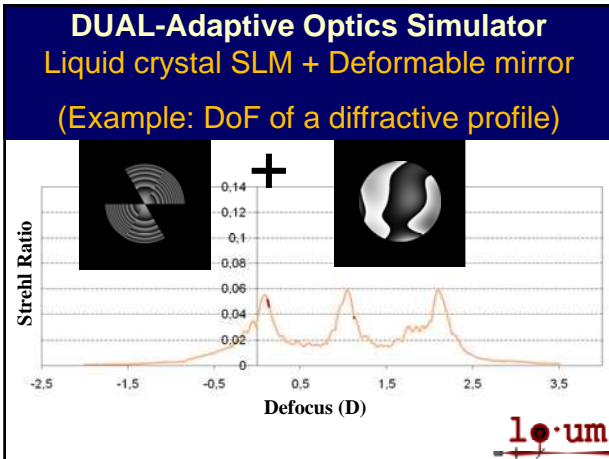 DUAL-Adaptive Optics Simulator
Liquid crystal SLM + Deformable mirror
(Example: DoF of a diffractive profile)
+
0,14
0,12
0,1
0,08
0,06
0,04
0,02
0
Strehl Ratio
-2,5 -1,5 -0,5 0,5 1,5 2,5 3,5
Defocus (D)
lo·um